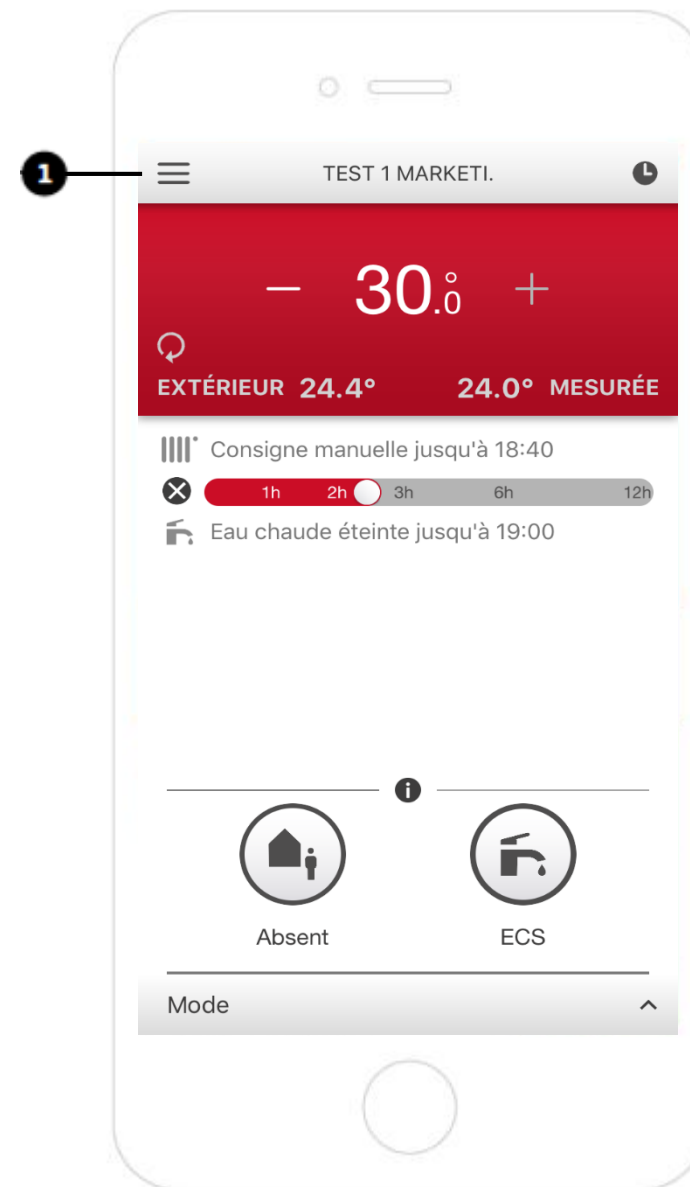 1
TEST 1 MARKETI.
− 30.0° +
EXTÉRIEUR 24.4° 24.0° MESURÉE
Consigne manuelle jusqu'à 18:40
1h 2h 3h 6h 12h
Eau chaude éteinte jusqu'à 19:00
i
Absent ECS
Mode